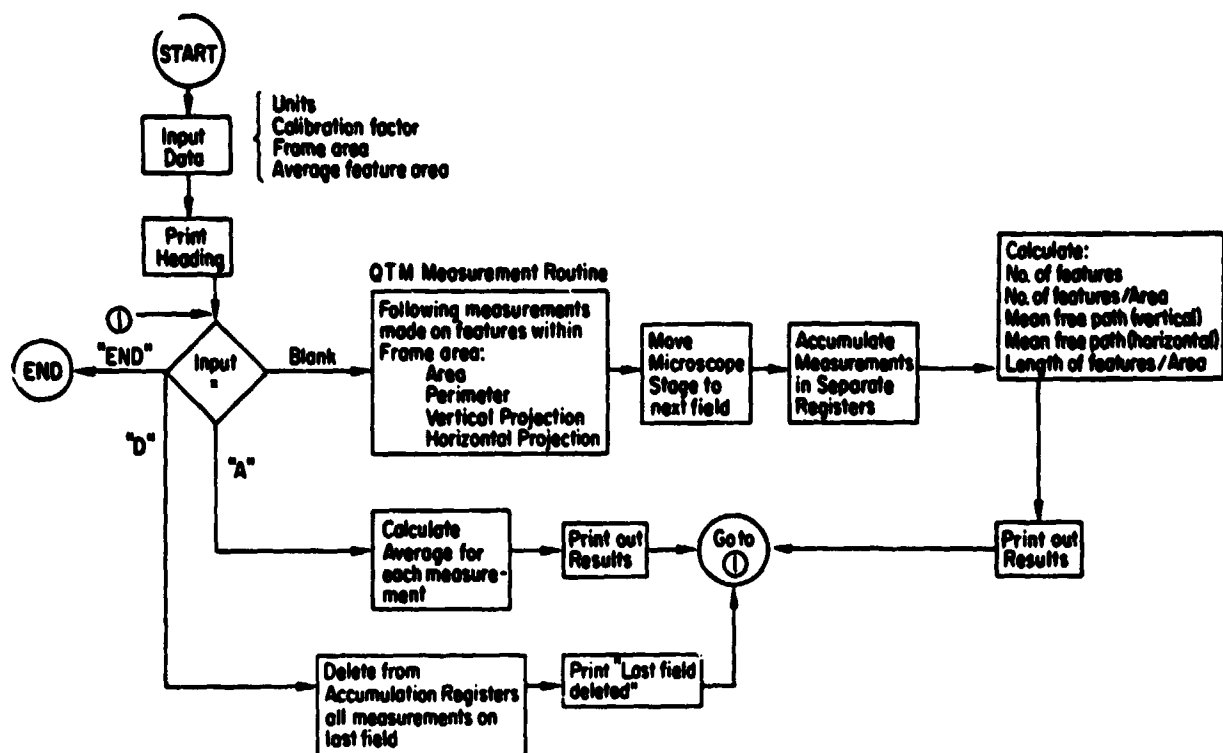 START
Input
Data
Units
Calibration factor
Frame area
Average feature area
Print
Heading
1
"END"
END
Input
=
Blank
"D"
"A"
QTM Measurement Routine
Following measurements
made on features within
Frame area:
Area
Perimeter
Vertical Projection
Horizontal Projection
Move
Microscope
Stage to
next field
Accumulate
Measurements
in Separate
Registers
Calculate:
No. of features
No. of features/Area
Mean free path (vertical)
Mean free path (horizontal)
Length of features/Area
Print out
Results
Calculate
Average for
each measure-
ment
Print out
Results
Go to
1
Delete from
Accumulation Registers
all measurements on
last field
Print "Last field
deleted"